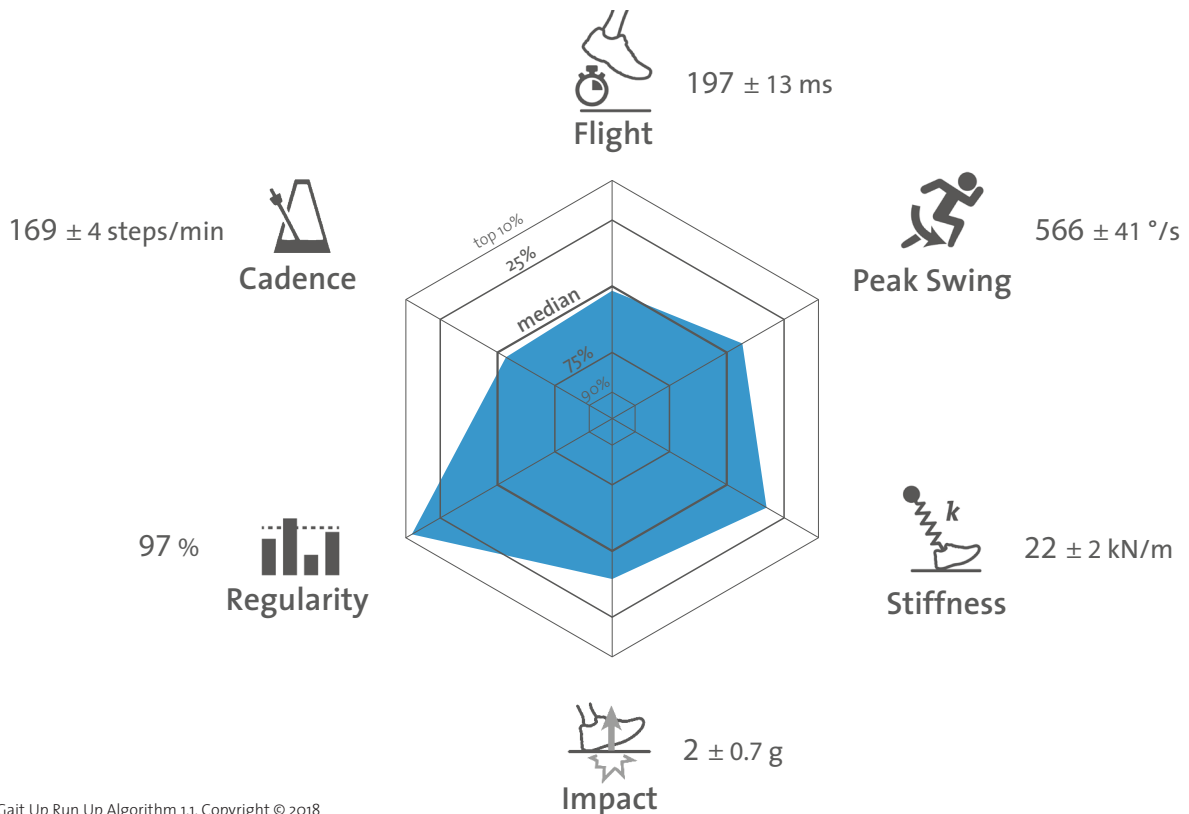 197 ± 13 ms
Flight
169 ± 4 steps/min
Cadence
566 ± 41 °/s
Peak Swing
top 10%
25%
median
75%
90%
97 %
Regularity
k
22 ± 2 kN/m
Stiffness
2 ± 0.7 g
Impact
Gait Up Run Up Algorithm 1.1. Copyright © 2018